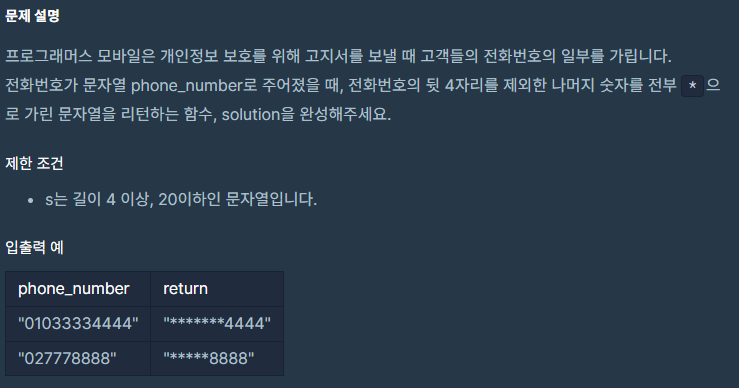 문제 설명
프로그래머스 모바일은 개인정보 보호를 위해 고지서를 보낼 때 고객들의 전화번호의 일부를 가립니다.
전화번호가 문자열 phone_number로 주어졌을 때, 전화번호의 뒷 4자리를 제외한 나머지 숫자를 전부 * 으
로 가린 문자열을 리턴하는 함수, solution을 완성해주세요.
제한 조건
• s는 길이 4 이상, 20이하인 문자열입니다.
입출력 예
phone_number return
"01033334444" "*******4444"
"027778888" "*****8888"